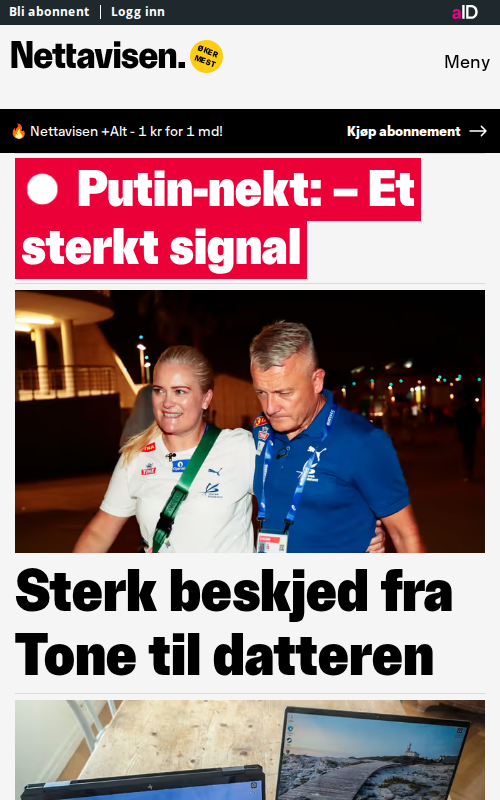 Bli abonnent | Logg inn
aID
Nettavisen.
ØKER
MEST
Meny
🔥 Nettavisen +Alt - 1 kr for 1 md!
Kjøp abonnement →
Putin-nekt: – Et
sterkt signal
Sterk beskjed fra
Tone til datteren